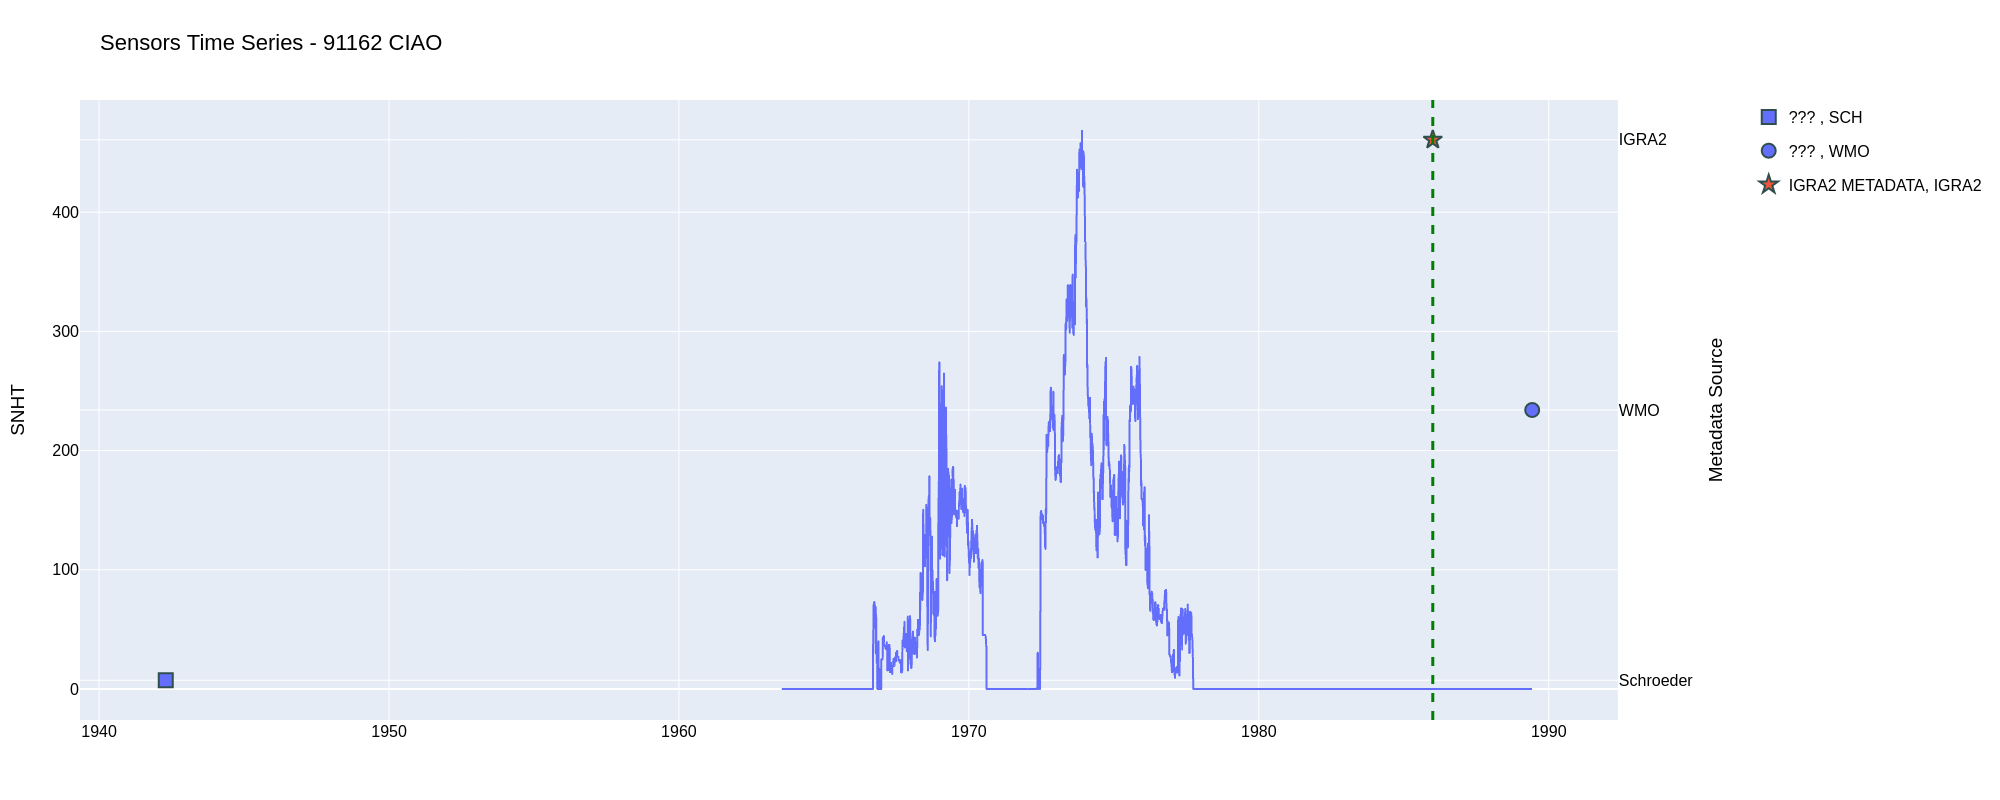 Sensors Time Series - 91162 CIAO
??? , SCH
??? , WMO
IGRA2 METADATA, IGRA2
SNHT
400
300
200
100
0
IGRA2
WMO
Schroeder
Metadata Source
1940
1950
1960
1970
1980
1990